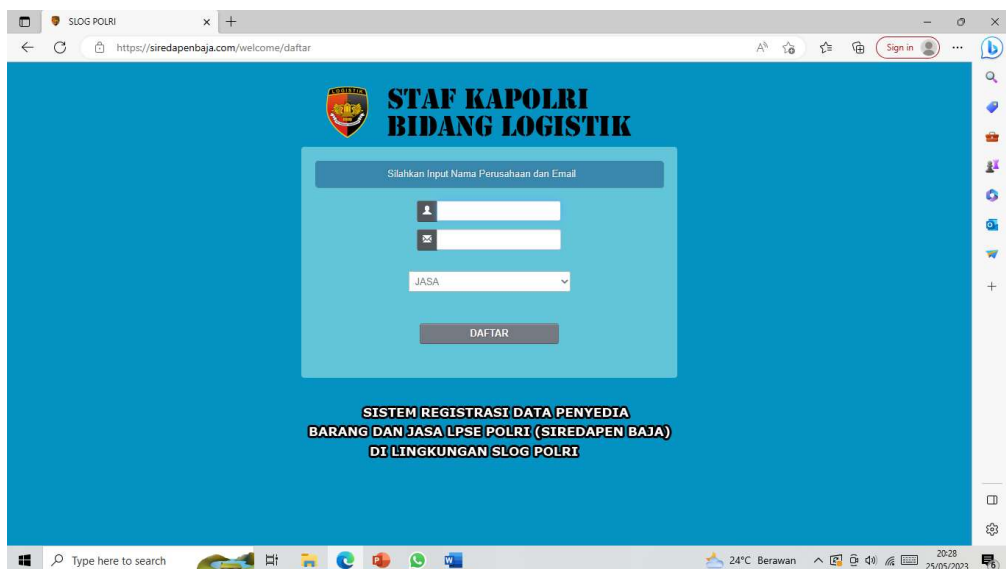 SLOG POLRI
https://siredapenbaja.com/welcome/daftar
Sign in
LOGISTIK
STAF KAPOLRI
BIDANG LOGISTIK
Silahkan Input Nama Perusahaan dan Email
JASA
DAFTAR
SISTEM REGISTRASI DATA PENYEDIA
BARANG DAN JASA LPSE POLRI (SIREDAPEN BAJA)
DI LINGKUNGAN SLOG POLRI
Type here to search
24°C Berawan
20:28
25/05/2023